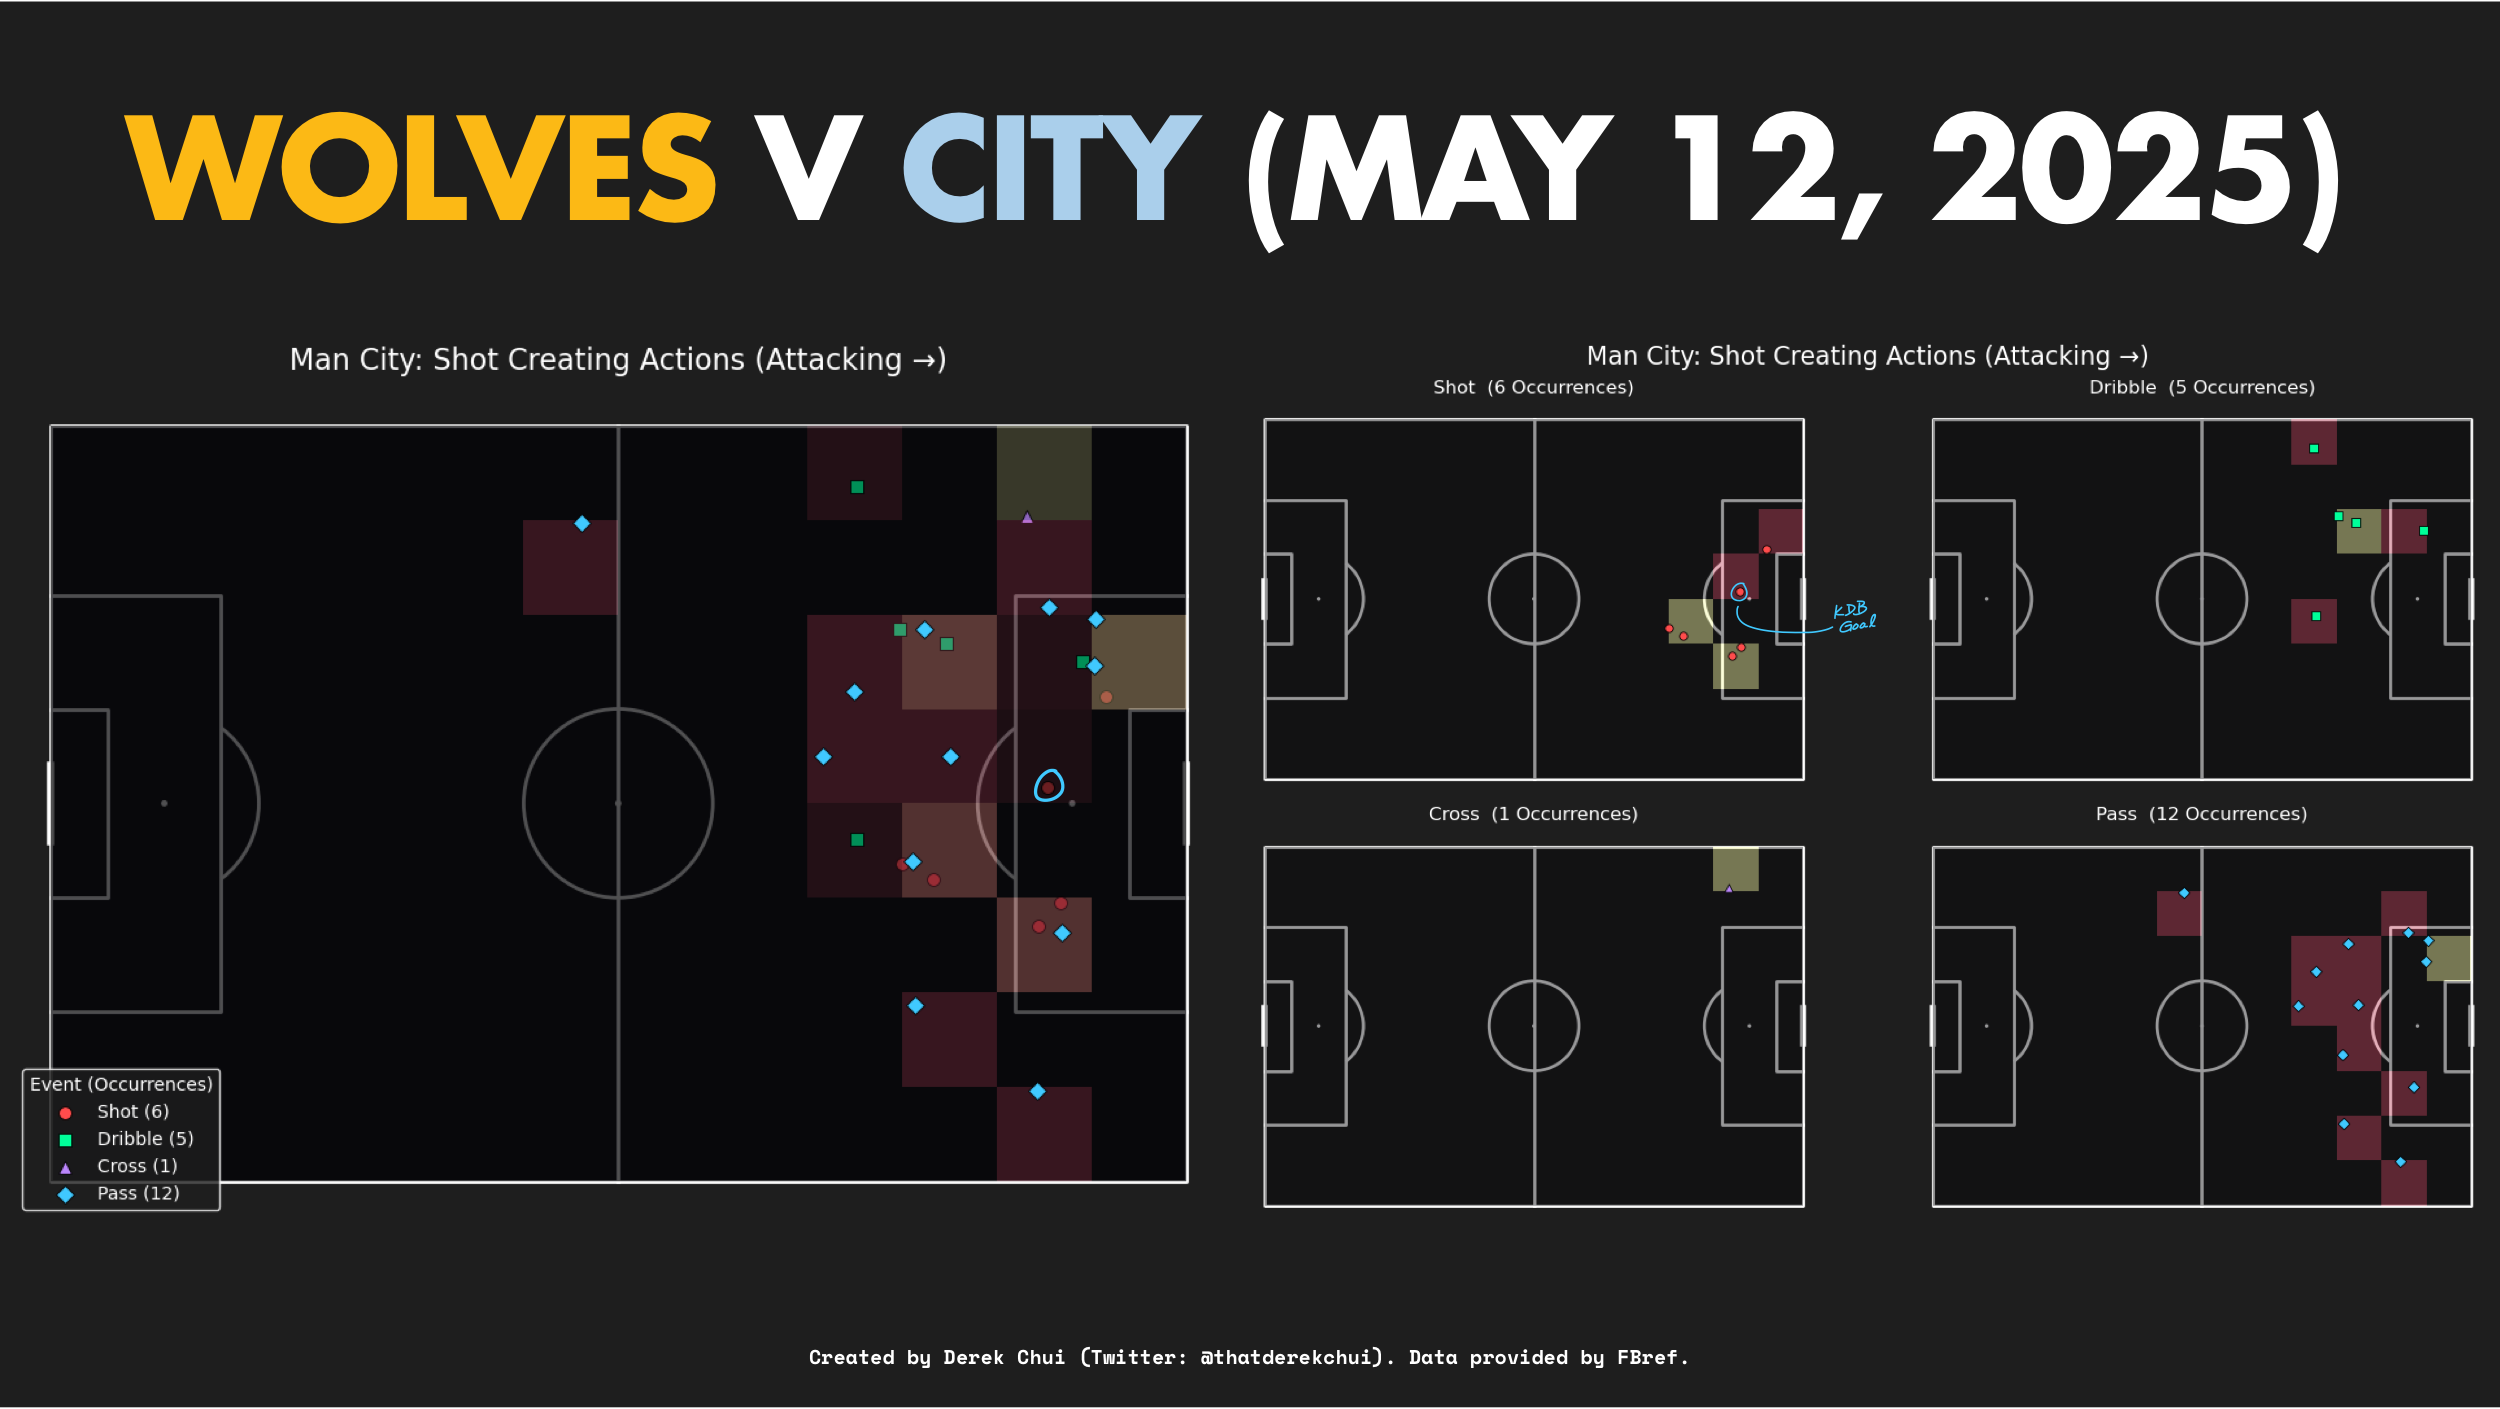 WOLVES V CITY (MAY 12, 2025)
Man City: Shot Creating Actions (Attacking →)
Event (Occurrences)
Shot (6)
Dribble (5)
Cross (1)
Pass (12)
Man City: Shot Creating Actions (Attacking →)
Shot (6 Occurrences)
Dribble (5 Occurrences)
KDB
Goal
Cross (1 Occurrences)
Pass (12 Occurrences)
Created by Derek Chui (Twitter: @thatderekchui). Data provided by FBref.